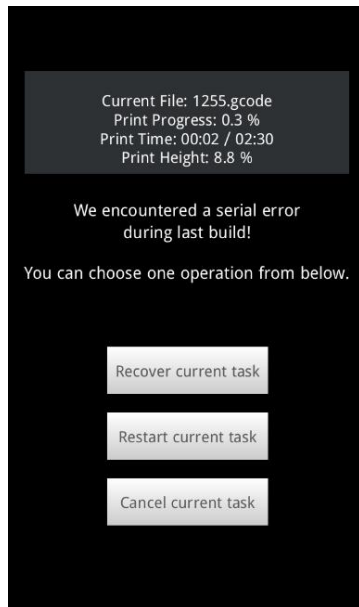 Current File: 1255.gcode
Print Progress: 0.3 %
Print Time: 00:02 / 02:30
Print Height: 8.8 %
We encountered a serial error
during last build!
You can choose one operation from below.
Recover current task
Restart current task
Cancel current task